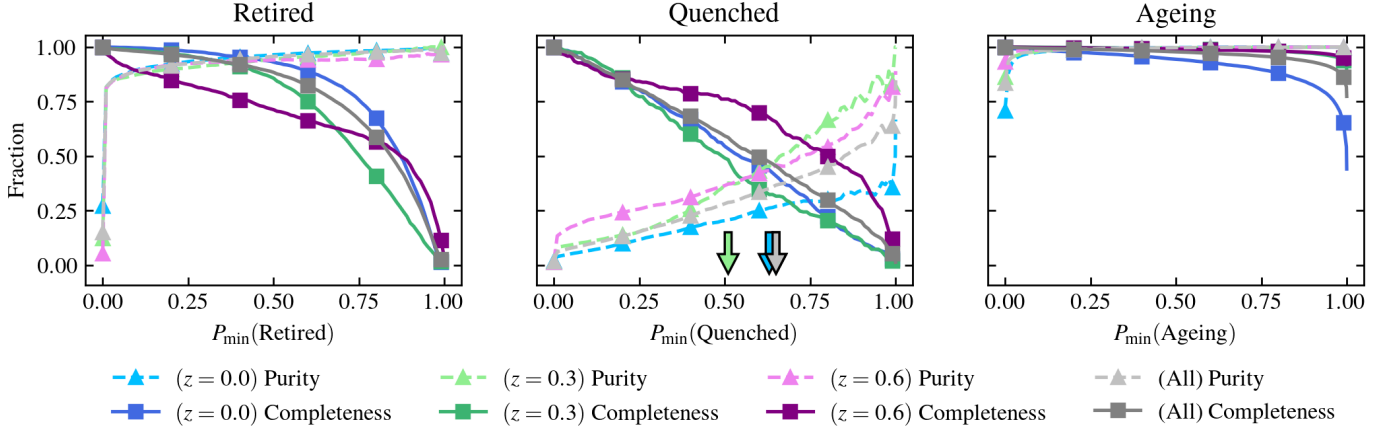 Retired
Quenched
Ageing
Fraction
1.00
0.75
0.50
0.25
0.00
0.00 0.25 0.50 0.75 1.00
0.00 0.25 0.50 0.75 1.00
0.00 0.25 0.50 0.75 1.00
P_min(Retired)
P_min(Quenched)
P_min(Ageing)
(z = 0.0) Purity
(z = 0.3) Purity
(z = 0.6) Purity
(All) Purity
(z = 0.0) Completeness
(z = 0.3) Completeness
(z = 0.6) Completeness
(All) Completeness